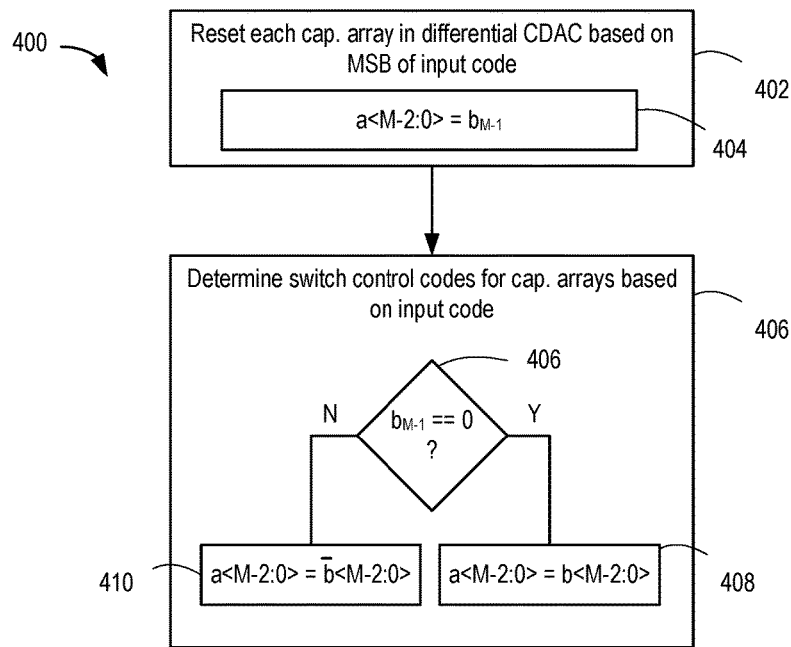 400
Reset each cap. array in differential CDAC based on
MSB of input code
402
a<M-2:0> = bM-1
404
Determine switch control codes for cap. arrays based
on input code
406
406
N
Y
bM-1 == 0
?
410
a<M-2:0> = b̅<M-2:0>
a<M-2:0> = b<M-2:0>
408